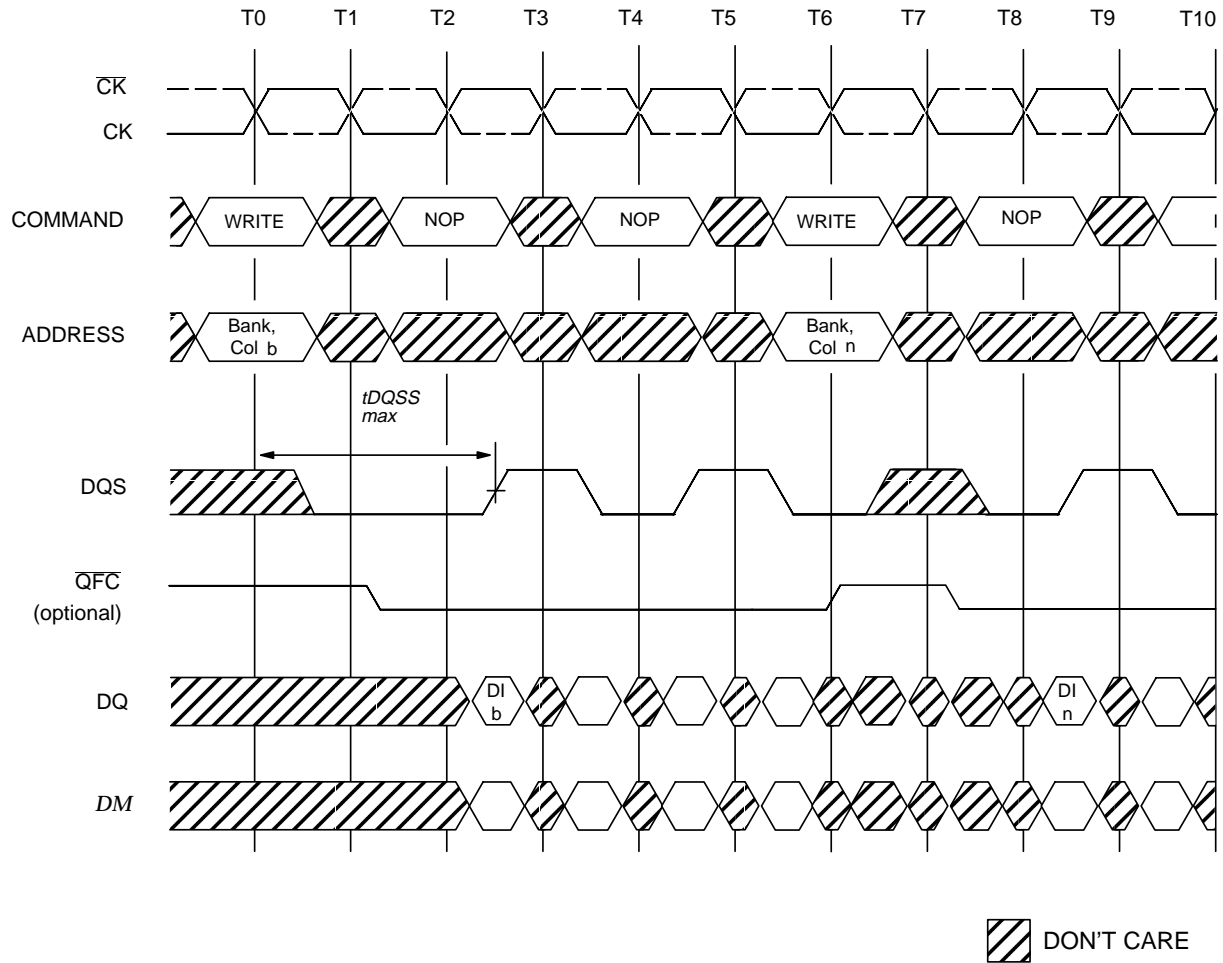 T0 T1 T2 T3 T4 T5 T6 T7 T8 T9 T10
CK
CK
COMMAND WRITE NOP NOP WRITE NOP
ADDRESS
Bank,
Col b
Bank,
Col n
tDQSS
max
DQS
QFC
(optional)
DQ
DI
b
DI
n
DM
DON'T CARE